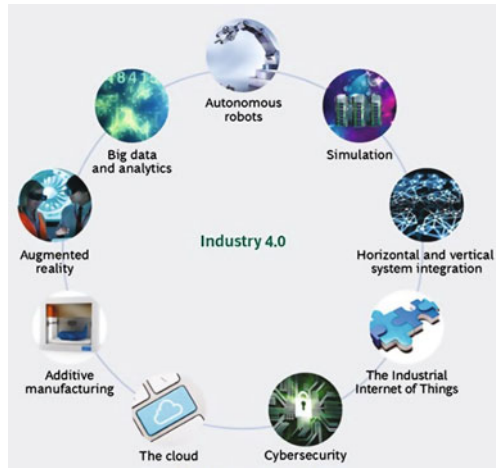 Autonomous
robots
Big data
and analytics
Simulation
Augmented
reality
Industry 4.0
Horizontal and vertical
system integration
Additive
manufacturing
The Industrial
Internet of Things
The cloud
Cybersecurity